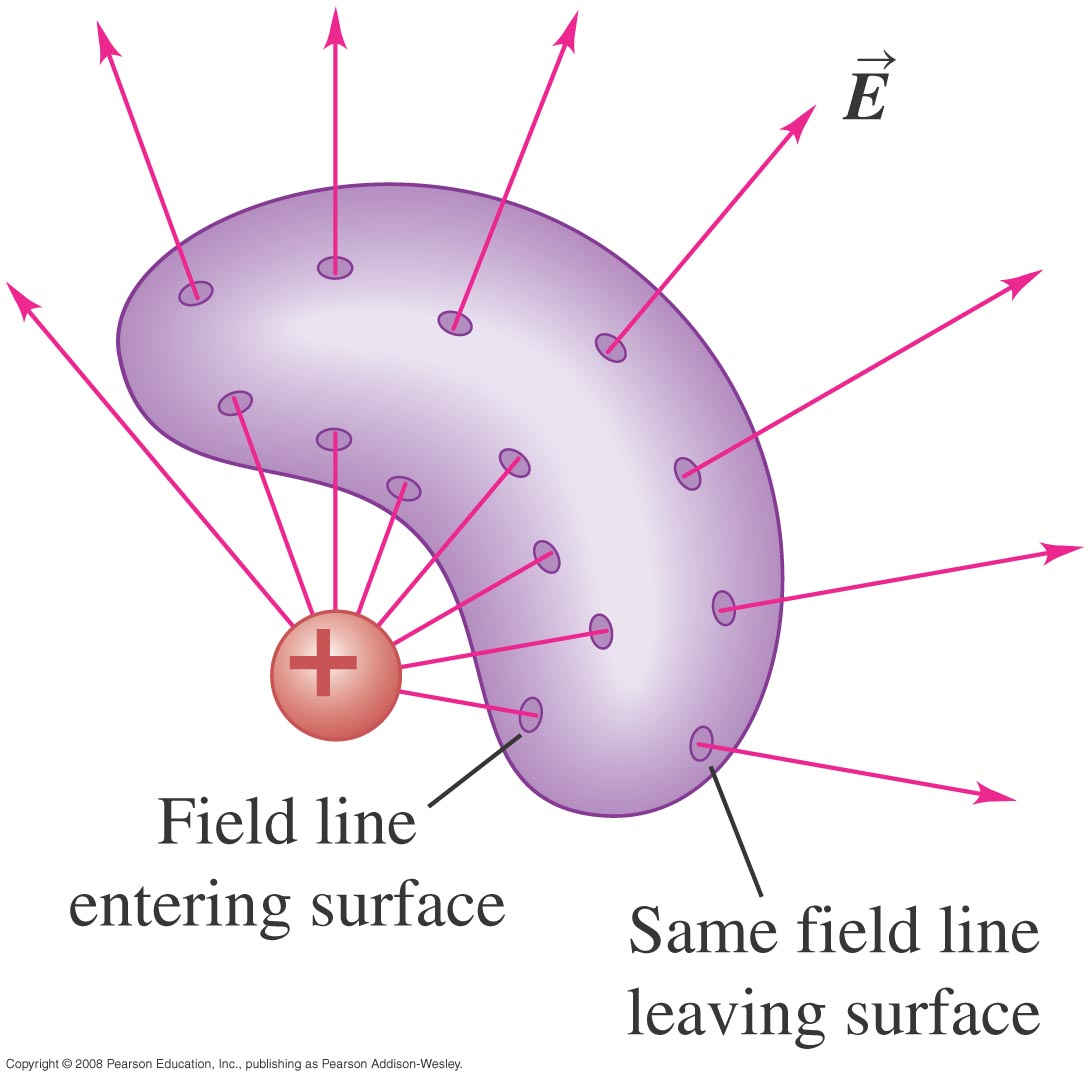 E
+
Field line
entering surface
Same field line
leaving surface
Copyright © 2008 Pearson Education, Inc., publishing as Pearson Addison-Wesley.